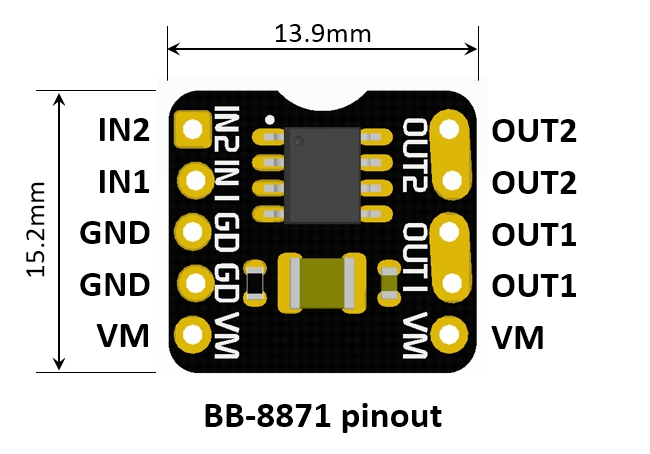 13.9mm
15.2mm
IN2
IN1
GND
GND
VM
IN2
IN1
GD
GD
VM
OUT2
OUT1
VM
OUT2
OUT2
OUT1
OUT1
VM
BB-8871 pinout